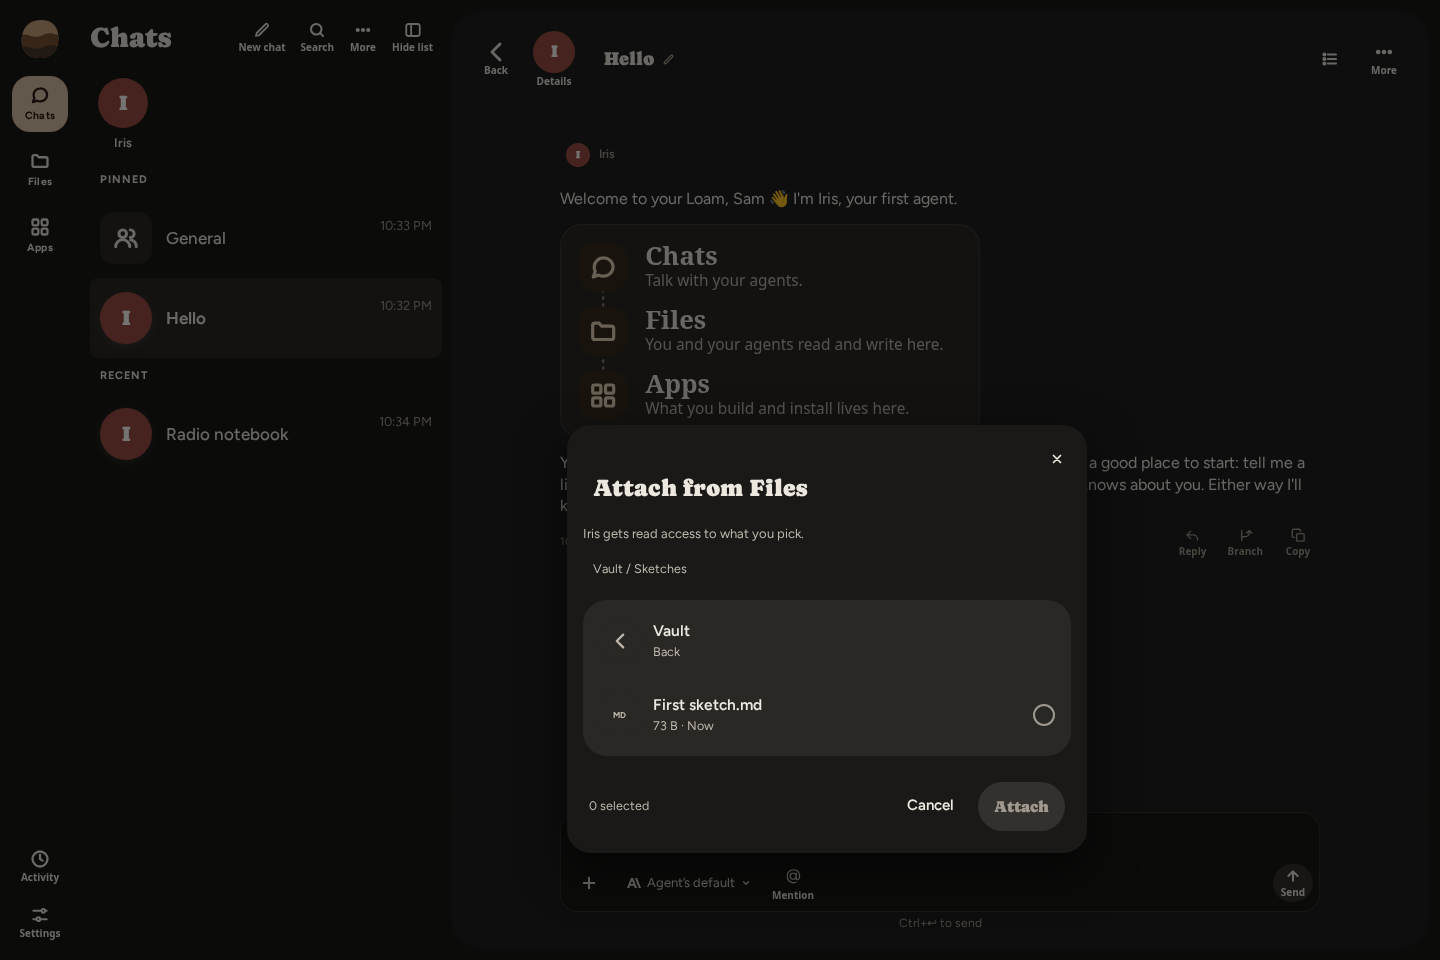 Chats
New chat
Search
More
Hide list
Chats
Files
Apps
Activity
Settings
I
Iris
PINNED
General
10:33 PM
I
Hello
10:32 PM
RECENT
I
Radio notebook
10:34 PM
Back
I
Details
Hello
More
I
Iris
Welcome to your Loam, Sam 👋 I'm Iris, your first agent.
Chats
Talk with your agents.
Files
You and your agents read and write here.
Apps
What you build and install lives here.
a good place to start: tell me a
nows about you. Either way I'll
Reply
Branch
Copy
Attach from Files
Iris gets read access to what you pick.
Vault / Sketches
Vault
Back
MD
First sketch.md
73 B · Now
0 selected
Cancel
Attach
Agent's default
Mention
Send
Ctrl+↩ to send